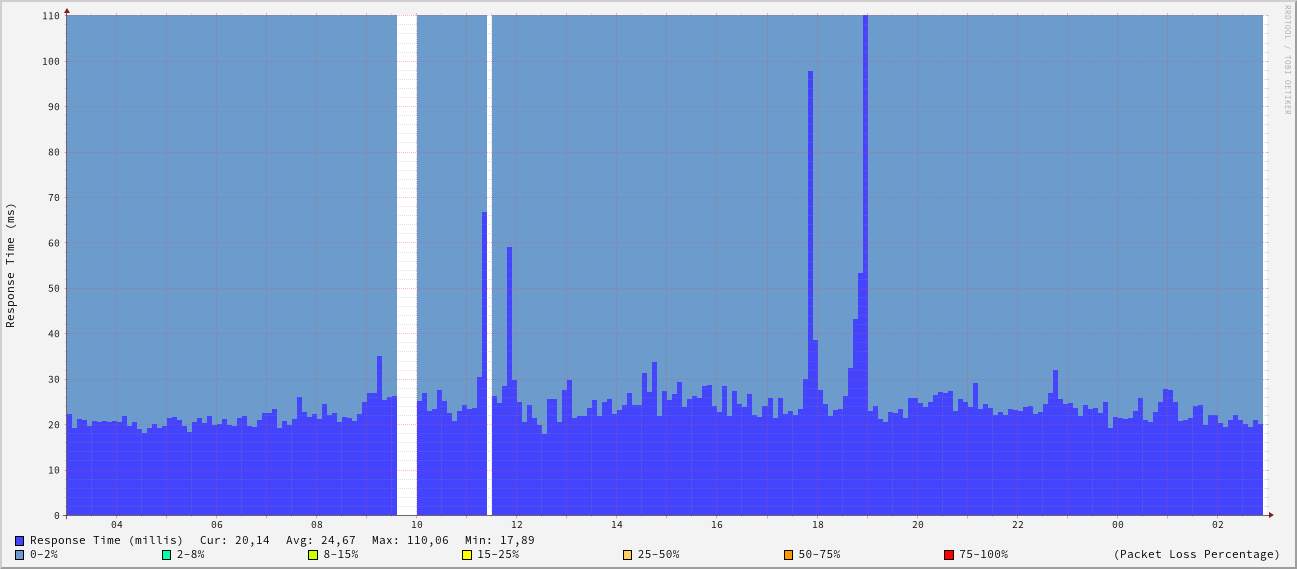 RRDTOOL / TOBI OETIKER
Response Time (ms)
110
100
90
80
70
60
50
40
30
20
10
0
04 06 08 10 12 14 16 18 20 22 00 02
Response Time (millis) Cur: 20,14 Avg: 24,67 Max: 110,06 Min: 17,89
0-2% 2-8% 8-15% 15-25% 25-50% 50-75% 75-100% (Packet Loss Percentage)